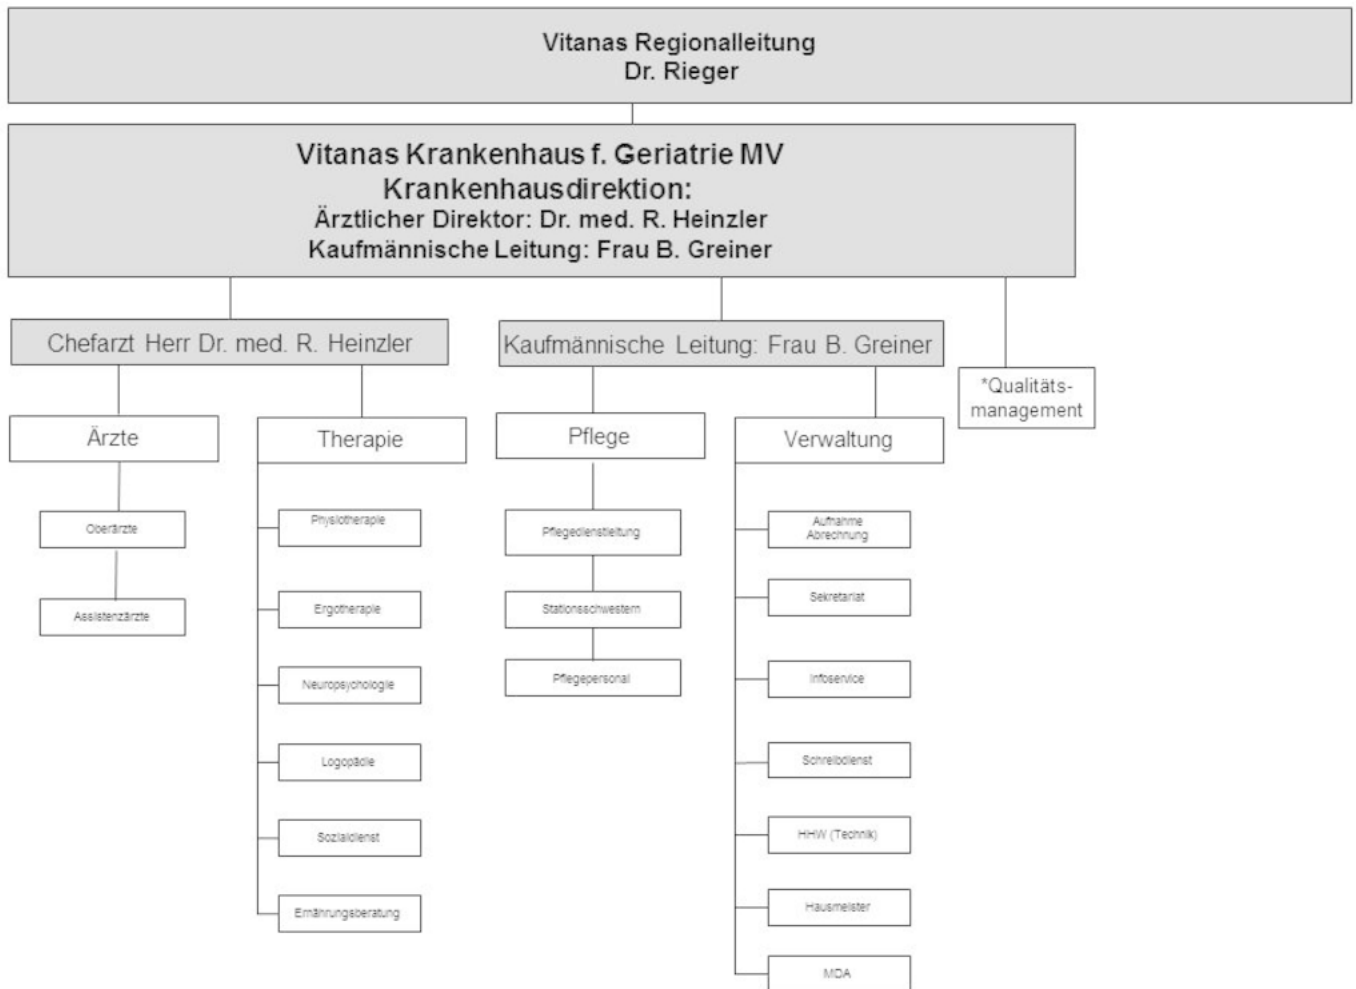 Vitanas Regionalleitung
Dr. Rieger
Vitanas Krankenhaus f. Geriatrie MV
Krankenhausdirektion:
Ärztlicher Direktor: Dr. med. R. Heinzler
Kaufmännische Leitung: Frau B. Greiner
Chefarzt Herr Dr. med. R. Heinzler
Kaufmännische Leitung: Frau B. Greiner
*Qualitäts-
management
Ärzte
Oberärzte
Assistenzärzte
Therapie
Physiotherapie
Ergotherapie
Neuropsychologie
Logopädie
Sozialdienst
Ernährungsberatung
Pflege
Pflegedienstleitung
Stationsschwestern
Pflegepersonal
Verwaltung
Aufnahme
Abrechnung
Sekretariat
Infoservice
Schreibdienst
HHW (Technik)
Hausmeister
MDA